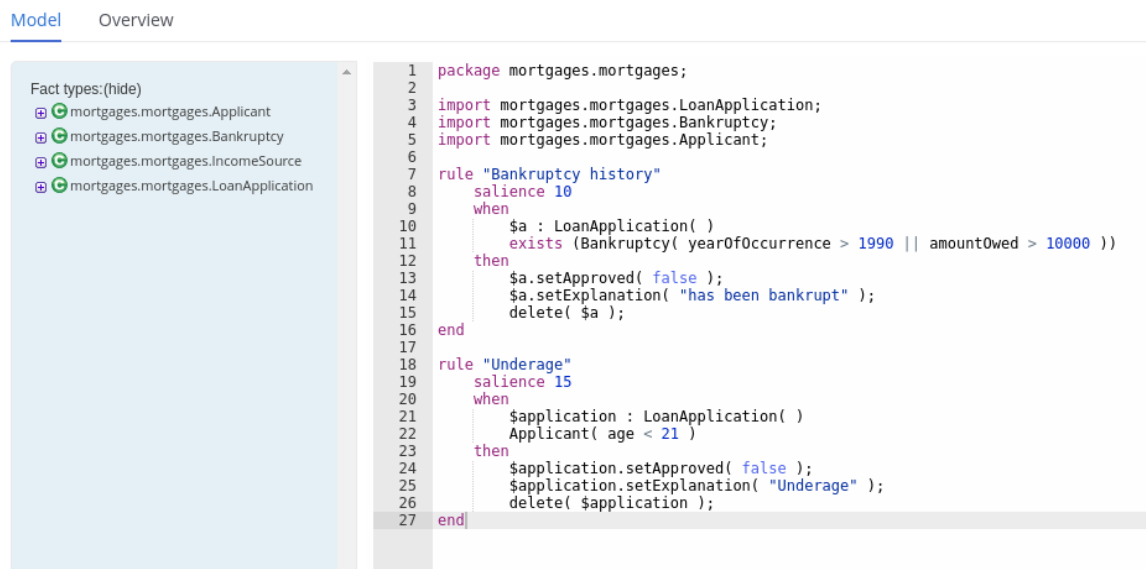 Model Overview
Fact types:(hide)
mortgages.mortgages.Applicant
mortgages.mortgages.Bankruptcy
mortgages.mortgages.IncomeSource
mortgages.mortgages.LoanApplication
1 package mortgages.mortgages;
2
3 import mortgages.mortgages.LoanApplication;
4 import mortgages.mortgages.Bankruptcy;
5 import mortgages.mortgages.Applicant;
6
7 rule "Bankruptcy history"
8     salience 10
9     when
10         $a : LoanApplication( )
11         exists (Bankruptcy( yearOfOccurrence > 1990 || amountOwed > 10000 ))
12     then
13         $a.setApproved( false );
14         $a.setExplanation( "has been bankrupt" );
15         delete( $a );
16 end
17
18 rule "Underage"
19     salience 15
20     when
21         $application : LoanApplication( )
22         Applicant( age < 21 )
23     then
24         $application.setApproved( false );
25         $application.setExplanation( "Underage" );
26         delete( $application );
27 end